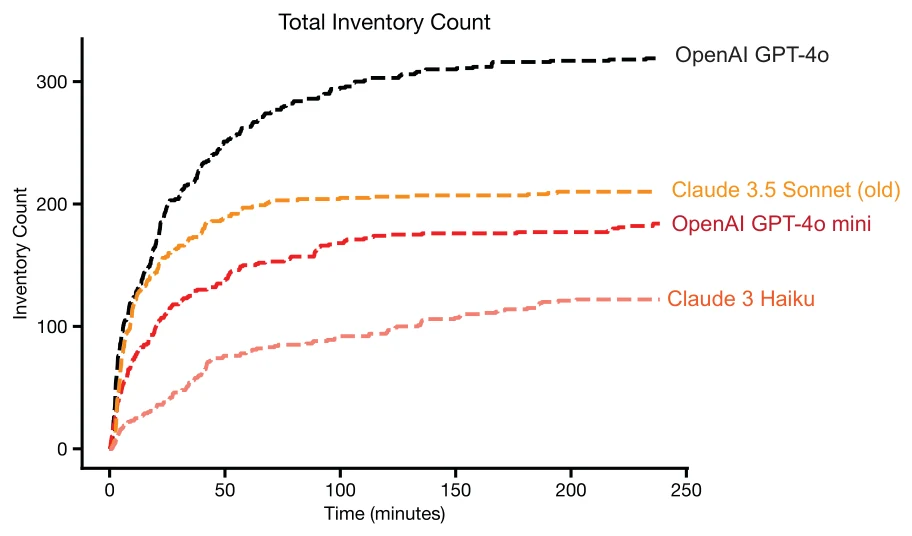 Total Inventory Count
OpenAI GPT-4o
300
Claude 3.5 Sonnet (old)
200
OpenAI GPT-4o mini
Inventory Count
Claude 3 Haiku
100
0
0 50 100 150 200 250
Time (minutes)